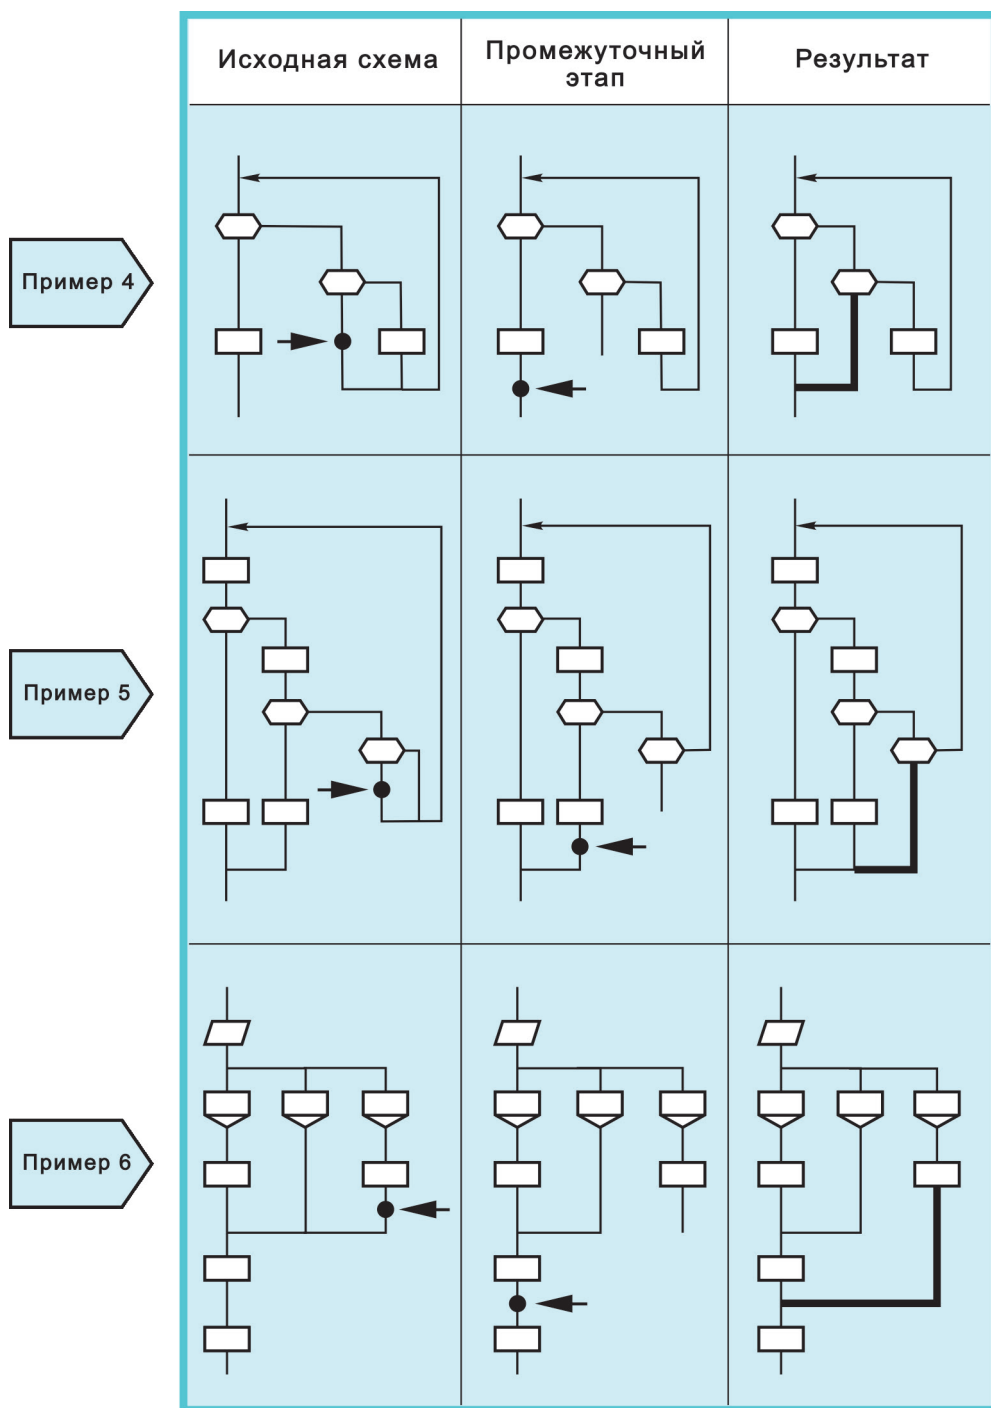 Исходная схема
Промежуточный
этап
Результат
Пример 4
Пример 5
Пример 6